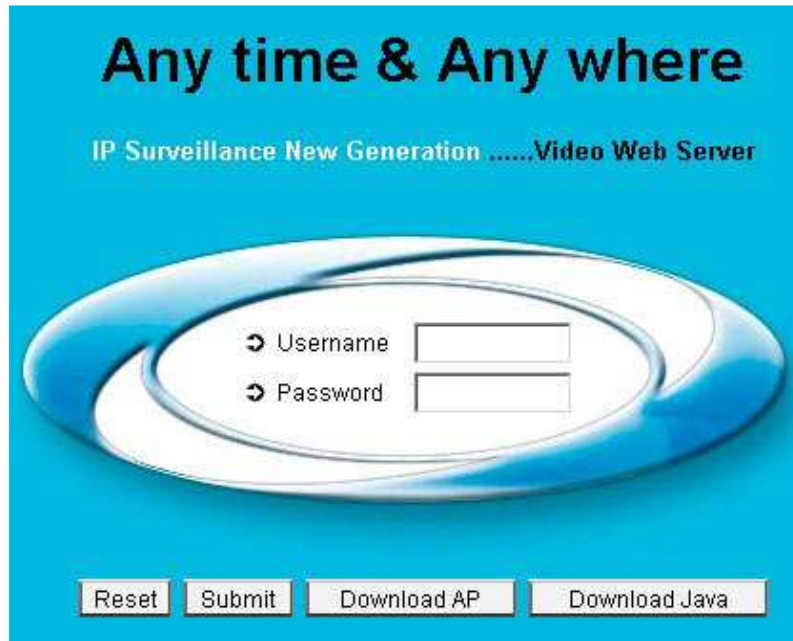 Any time & Any where
IP Surveillance New Generation ......Video Web Server
Username
Password
Reset Submit Download AP Download Java